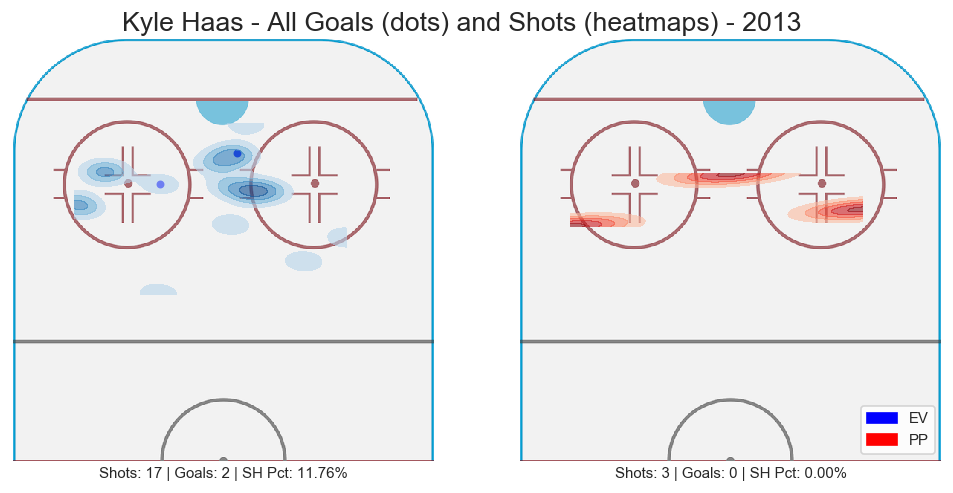 Kyle Haas - All Goals (dots) and Shots (heatmaps) - 2013
EV
PP
Shots: 17 | Goals: 2 | SH Pct: 11.76%
Shots: 3 | Goals: 0 | SH Pct: 0.00%